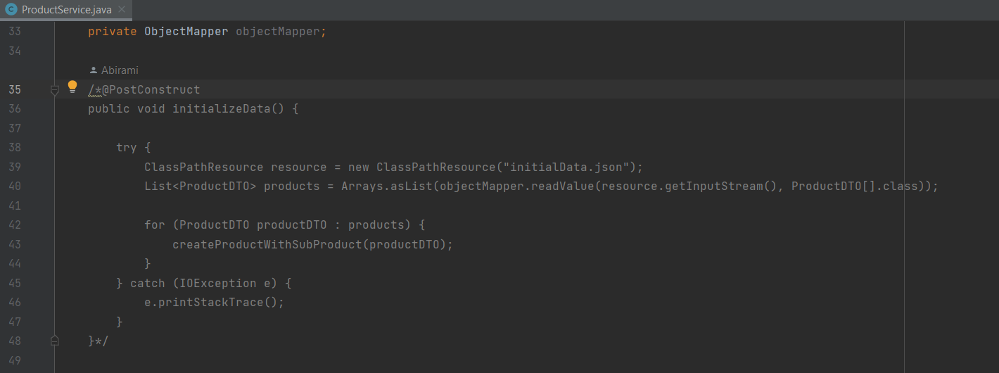 ProductService.java
33 private ObjectMapper objectMapper;
34
Abirami
35 /*@PostConstruct
36 public void initializeData() {
37
38 try {
39 ClassPathResource resource = new ClassPathResource("initialData.json");
40 List<ProductDTO> products = Arrays.asList(objectMapper.readValue(resource.getInputStream(), ProductDTO[].class));
41
42 for (ProductDTO productDTO : products) {
43 createProductWithSubProduct(productDTO);
44 }
45 } catch (IOException e) {
46 e.printStackTrace();
47 }
48 }*/
49